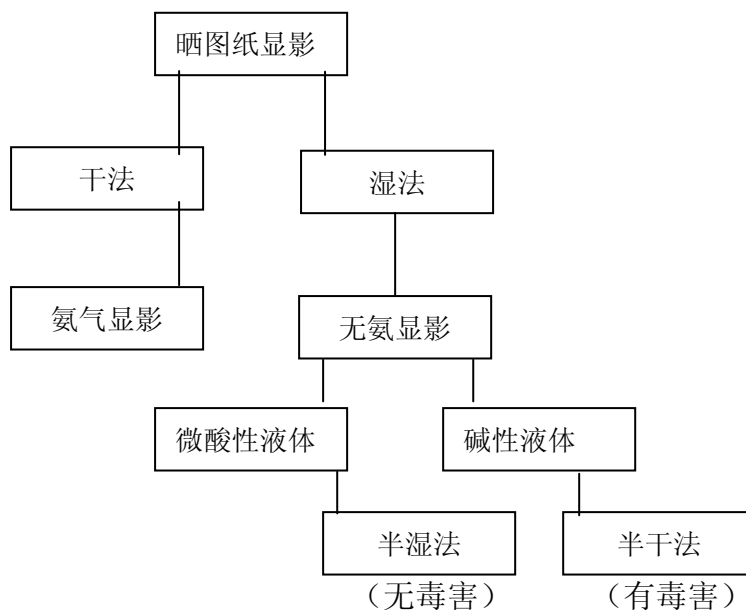 晒图纸显影
干法
湿法
氨气显影
无氨显影
微酸性液体
碱性液体
半湿法
半干法
（无毒害）
（有毒害）